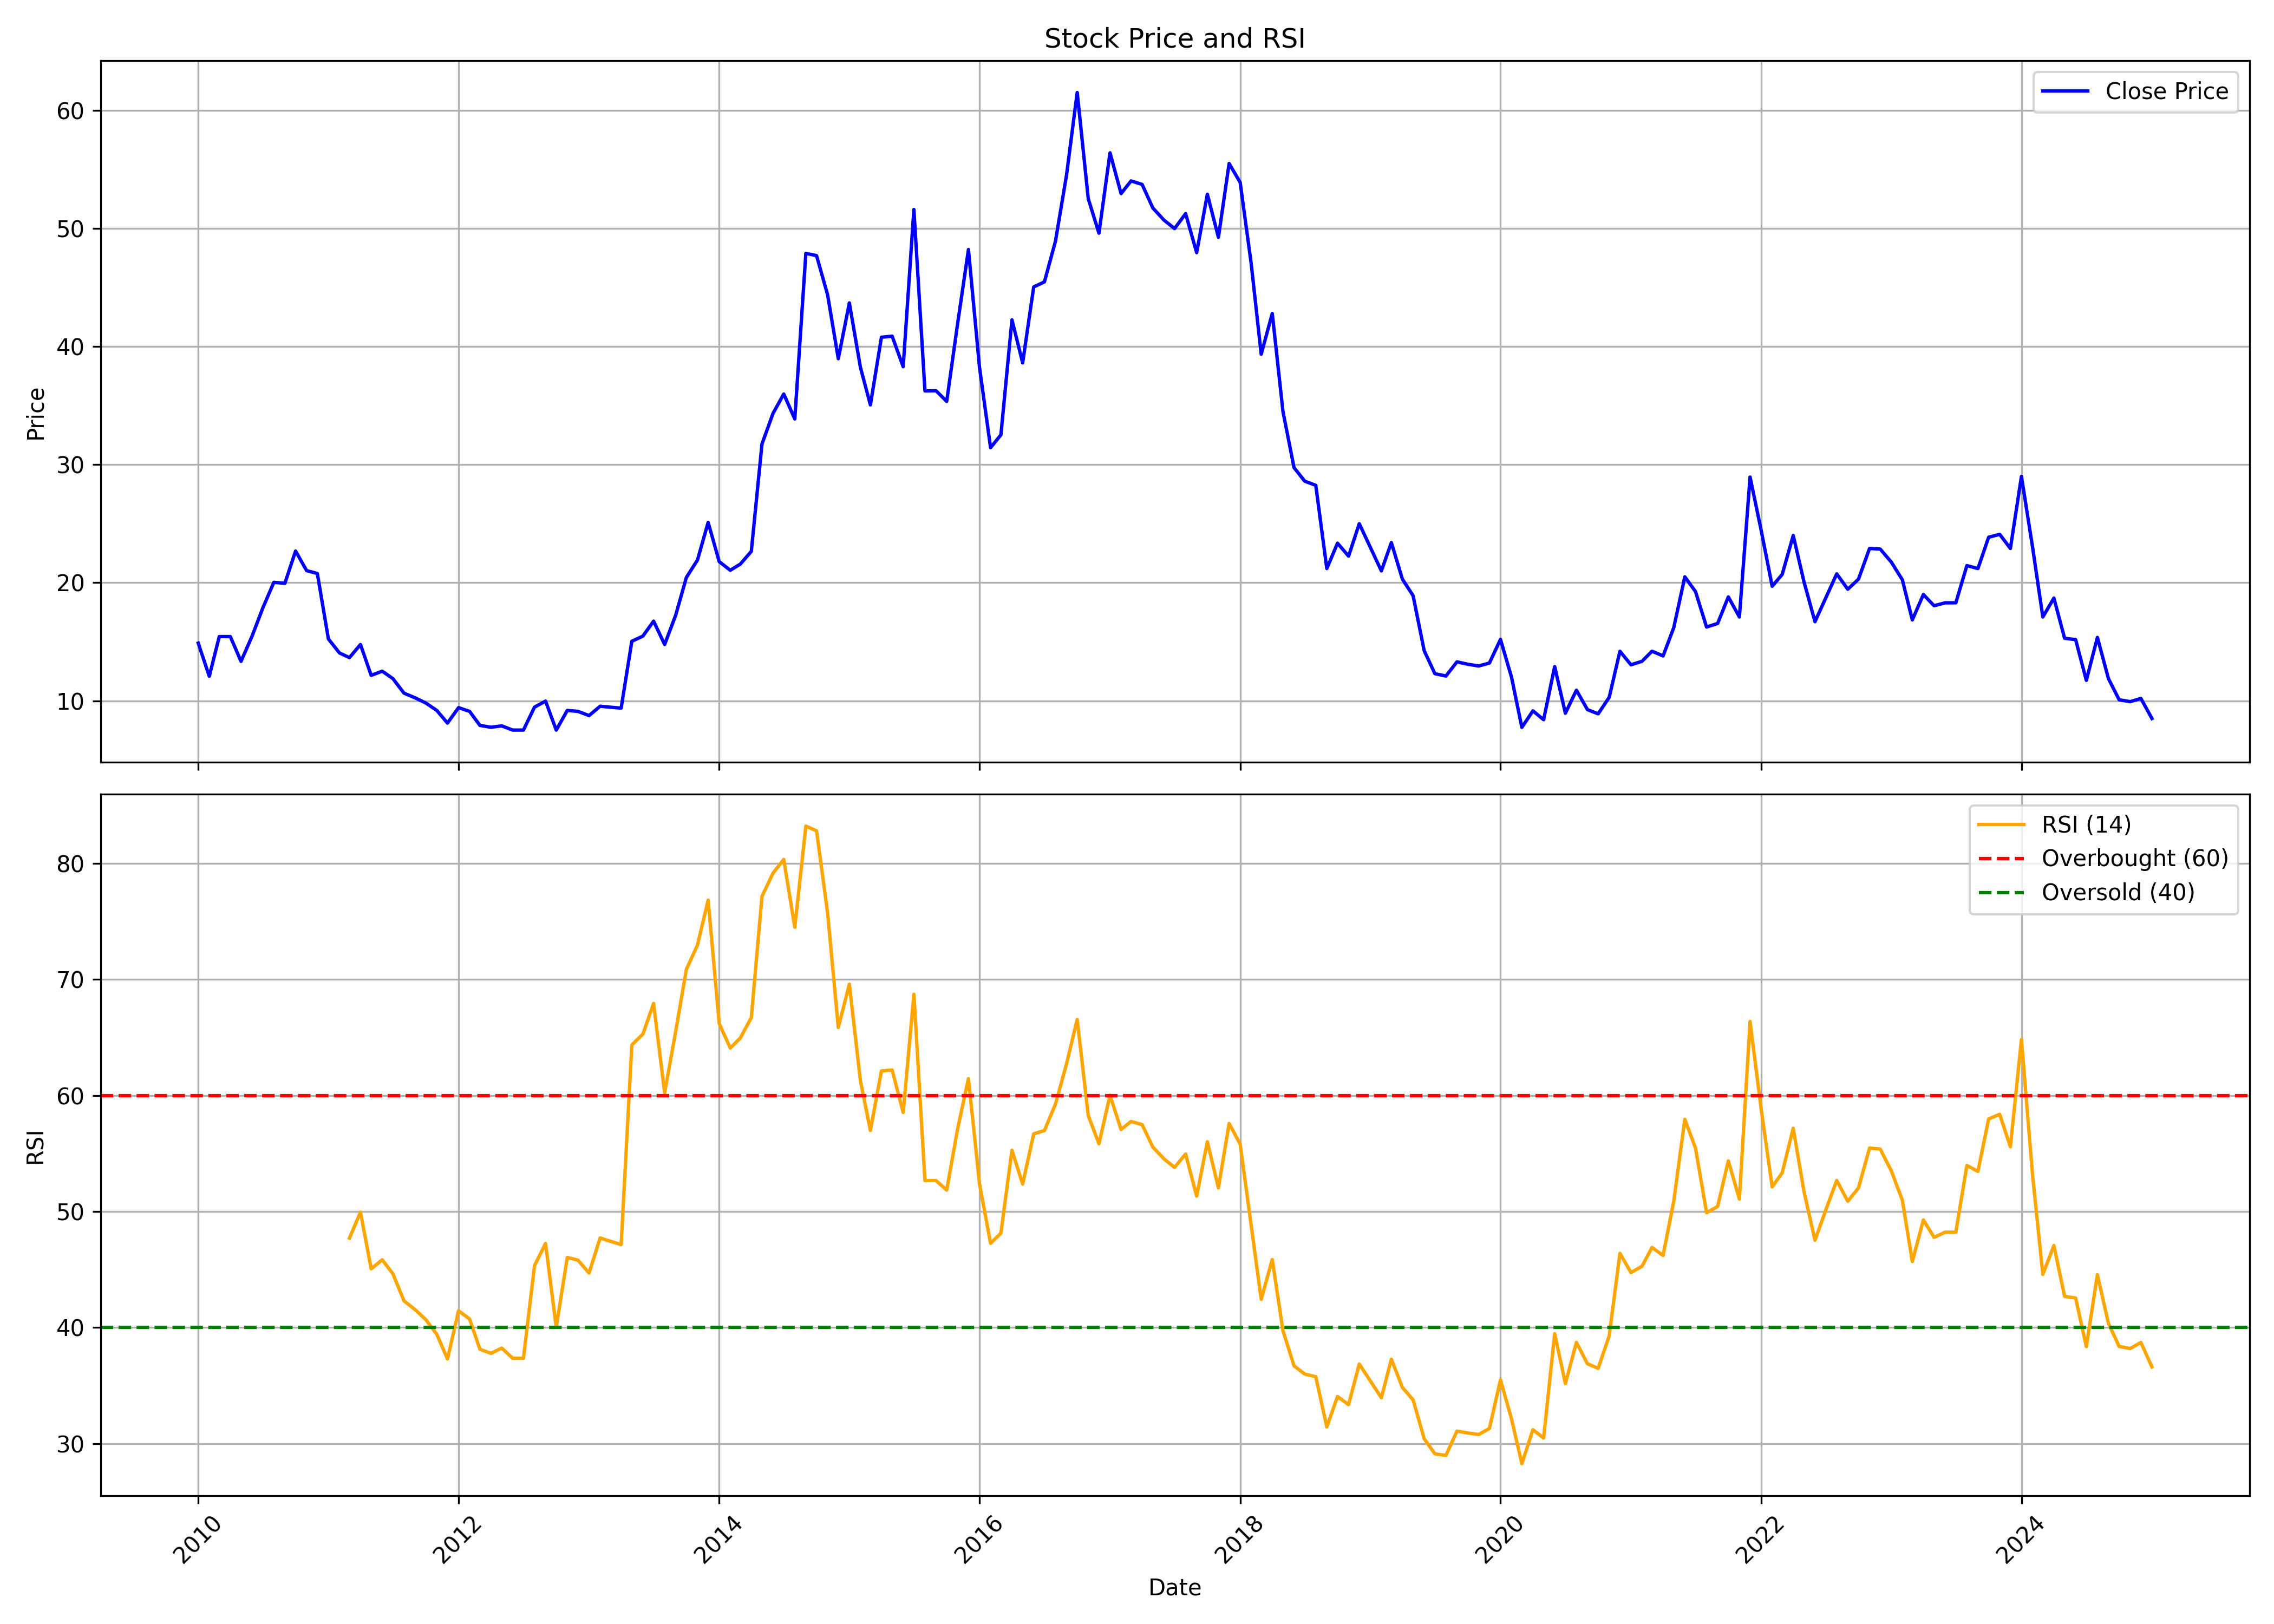 Stock Price and RSI
Close Price
60
50
40
30
20
10
Price
RSI (14)
Overbought (60)
Oversold (40)
80
70
60
50
40
30
RSI
2010
2012
2014
2016
2018
2020
2022
2024
Date